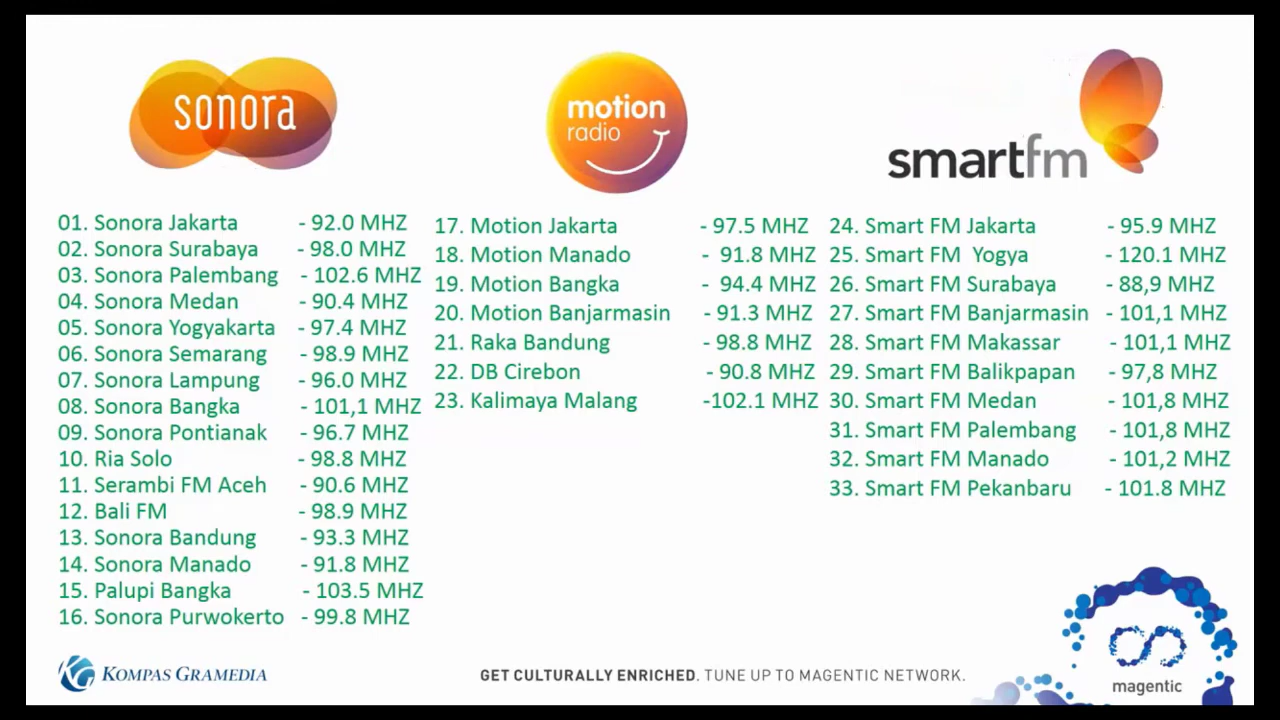 sonora
01. Sonora Jakarta - 92.0 MHZ
02. Sonora Surabaya - 98.0 MHZ
03. Sonora Palembang - 102.6 MHZ
04. Sonora Medan - 90.4 MHZ
05. Sonora Yogyakarta - 97.4 MHZ
06. Sonora Semarang - 98.9 MHZ
07. Sonora Lampung - 96.0 MHZ
08. Sonora Bangka - 101,1 MHZ
09. Sonora Pontianak - 96.7 MHZ
10. Ria Solo - 98.8 MHZ
11. Serambi FM Aceh - 90.6 MHZ
12. Bali FM - 98.9 MHZ
13. Sonora Bandung - 93.3 MHZ
14. Sonora Manado - 91.8 MHZ
15. Palupi Bangka - 103.5 MHZ
16. Sonora Purwokerto - 99.8 MHZ
motion
radio
17. Motion Jakarta - 97.5 MHZ
18. Motion Manado - 91.8 MHZ
19. Motion Bangka - 94.4 MHZ
20. Motion Banjarmasin - 91.3 MHZ
21. Raka Bandung - 98.8 MHZ
22. DB Cirebon - 90.8 MHZ
23. Kalimaya Malang -102.1 MHZ
smartfm
24. Smart FM Jakarta - 95.9 MHZ
25. Smart FM Yogya - 120.1 MHZ
26. Smart FM Surabaya - 88,9 MHZ
27. Smart FM Banjarmasin - 101,1 MHZ
28. Smart FM Makassar - 101,1 MHZ
29. Smart FM Balikpapan - 97,8 MHZ
30. Smart FM Medan - 101,8 MHZ
31. Smart FM Palembang - 101,8 MHZ
32. Smart FM Manado - 101,2 MHZ
33. Smart FM Pekanbaru - 101.8 MHZ
KOMPAS GRAMEDIA
GET CULTURALLY ENRICHED. TUNE UP TO MAGENTIC NETWORK.
magentic